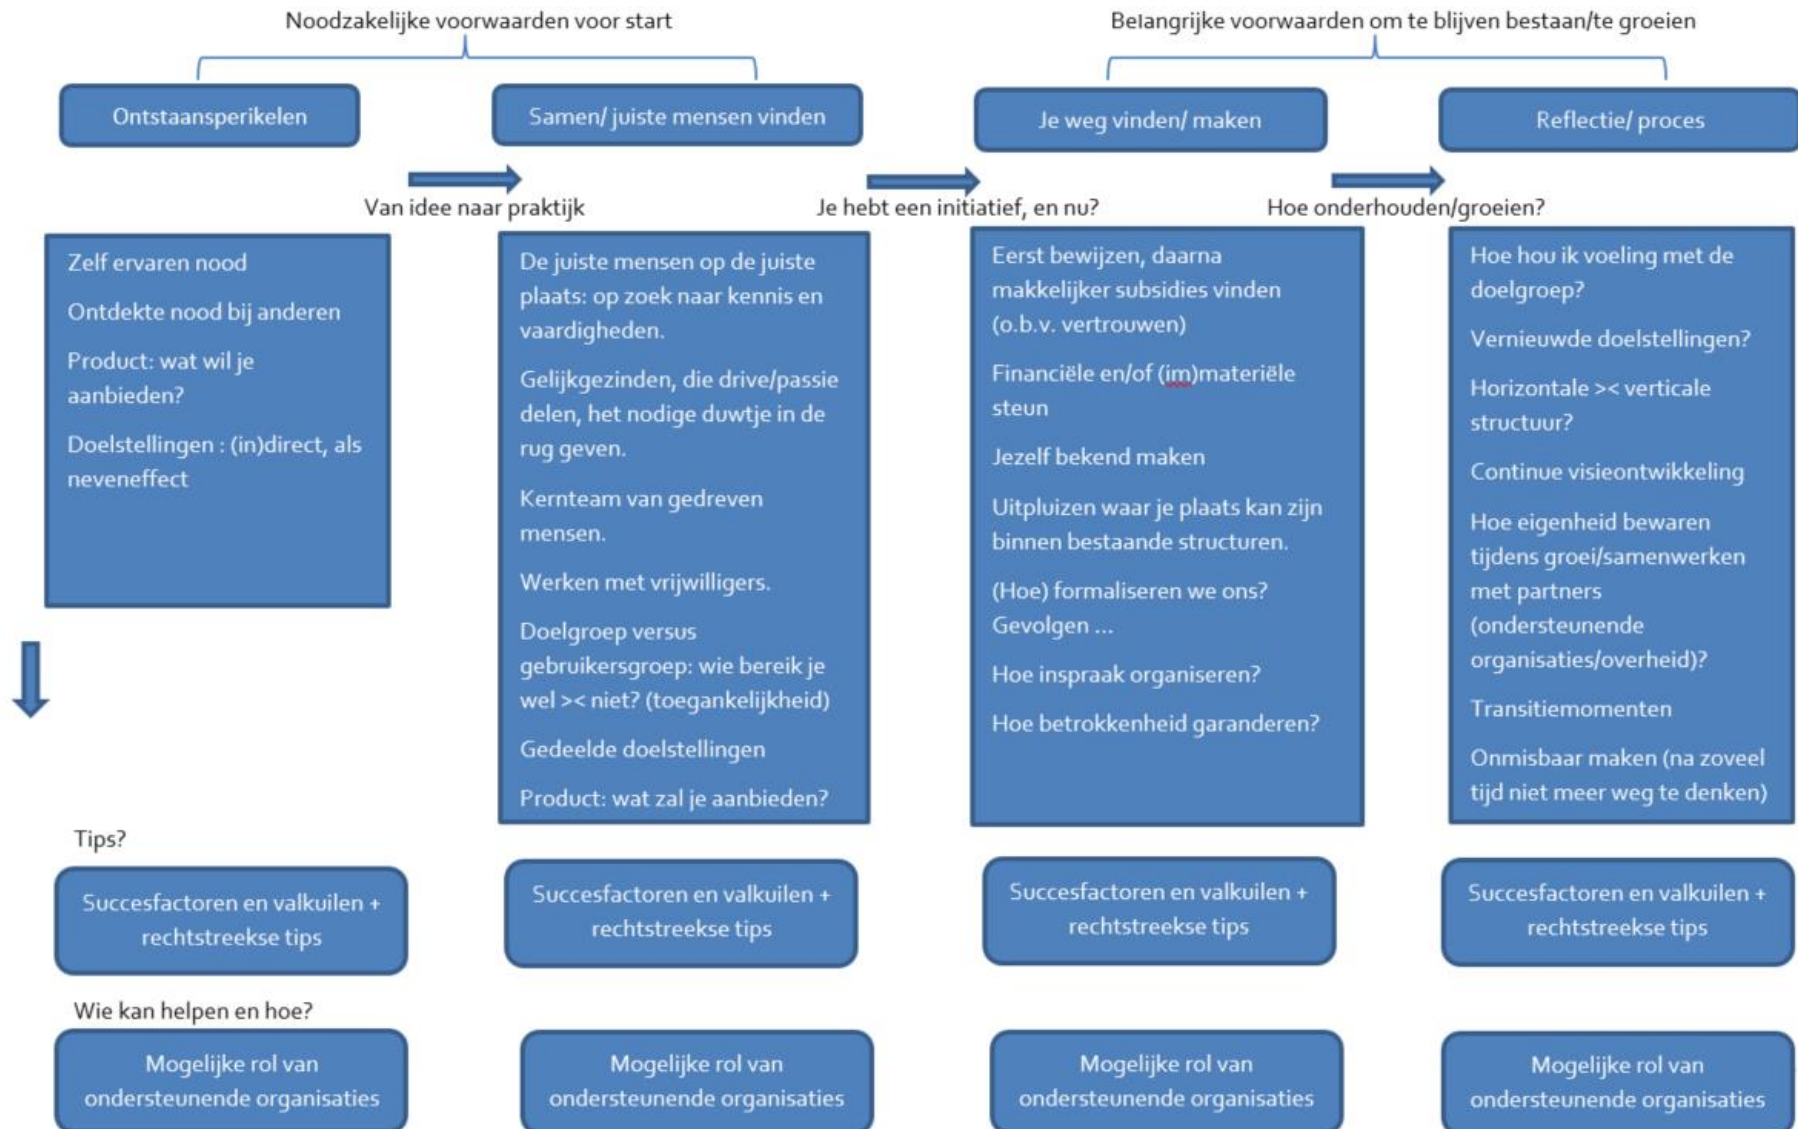 Noodzakelijke voorwaarden voor start
Belangrijke voorwaarden om te blijven bestaan/te groeien
Ontstaansperikelen
Samen/ juiste mensen vinden
Je weg vinden/ maken
Reflectie/ proces
Van idee naar praktijk
Je hebt een initiatief, en nu?
Hoe onderhouden/groeien?
Zelf ervaren nood
Ontdekte nood bij anderen
Product: wat wil je
aanbieden?
Doelstellingen : (in)direct, als
neveneffect
De juiste mensen op de juiste
plaats: op zoek naar kennis en
vaardigheden.
Gelijkgezinden, die drive/passie
delen, het nodige duwtje in de
rug geven.
Kernteam van gedreven
mensen.
Werken met vrijwilligers.
Doelgroep versus
gebruikersgroep: wie bereik je
wel >< niet? (toegankelijkheid)
Gedeelde doelstellingen
Product: wat zal je aanbieden?
Eerst bewijzen, daarna
makkelijker subsidies vinden
(o.b.v. vertrouwen)
Financiële en/of (im)materiële
steun
Jezelf bekend maken
Uitpluizen waar je plaats kan zijn
binnen bestaande structuren.
(Hoe) formaliseren we ons?
Gevolgen ...
Hoe inspraak organiseren?
Hoe betrokkenheid garanderen?
Hoe hou ik voeling met de
doelgroep?
Vernieuwde doelstellingen?
Horizontale >< verticale
structuur?
Continue visieontwikkeling
Hoe eigenheid bewaren
tijdens groei/samenwerken
met partners
(ondersteunende
organisaties/overheid)?
Transitiemomenten
Onmisbaar maken (na zoveel
tijd niet meer weg te denken)
Tips?
Succesfactoren en valkuilen +
rechtstreekse tips
Succesfactoren en valkuilen +
rechtstreekse tips
Succesfactoren en valkuilen +
rechtstreekse tips
Succesfactoren en valkuilen +
rechtstreekse tips
Wie kan helpen en hoe?
Mogelijke rol van
ondersteunende organisaties
Mogelijke rol van
ondersteunende organisaties
Mogelijke rol van
ondersteunende organisaties
Mogelijke rol van
ondersteunende organisaties